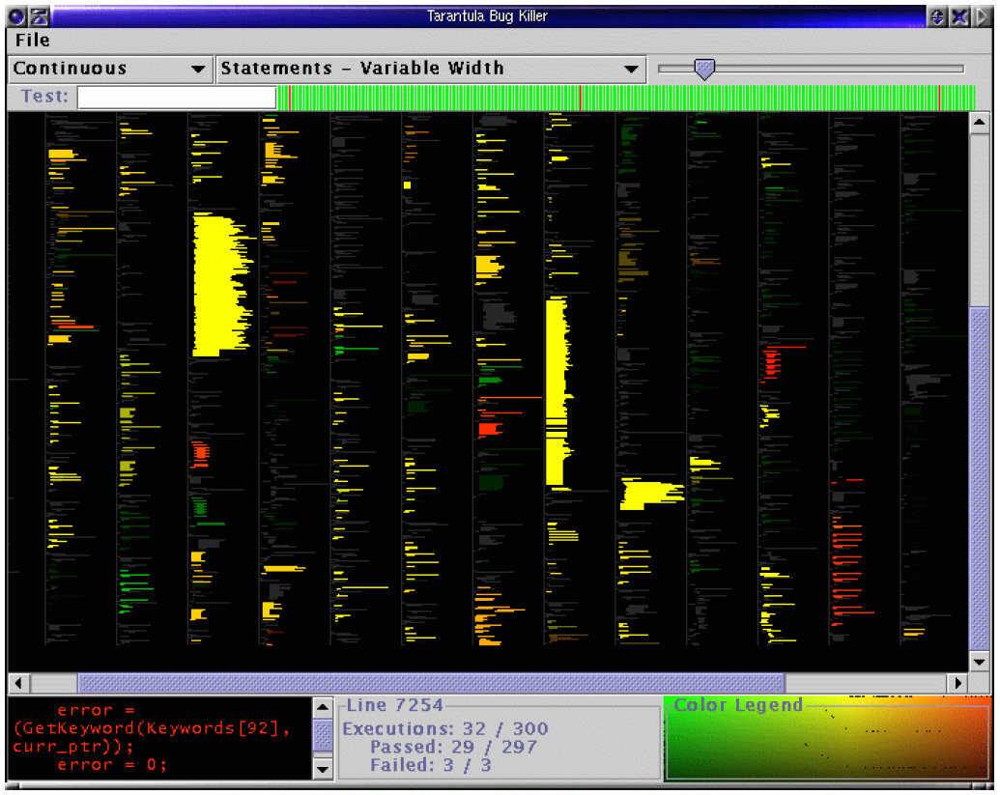 Tarantula Bug Killer
File
Continuous
Statements - Variable Width
Test:
error =
(GetKeyword(Keywords[92],
curr_ptr));
error = 0;
Line 7254
Executions: 32 / 300
Passed: 29 / 297
Failed: 3 / 3
Color Legend